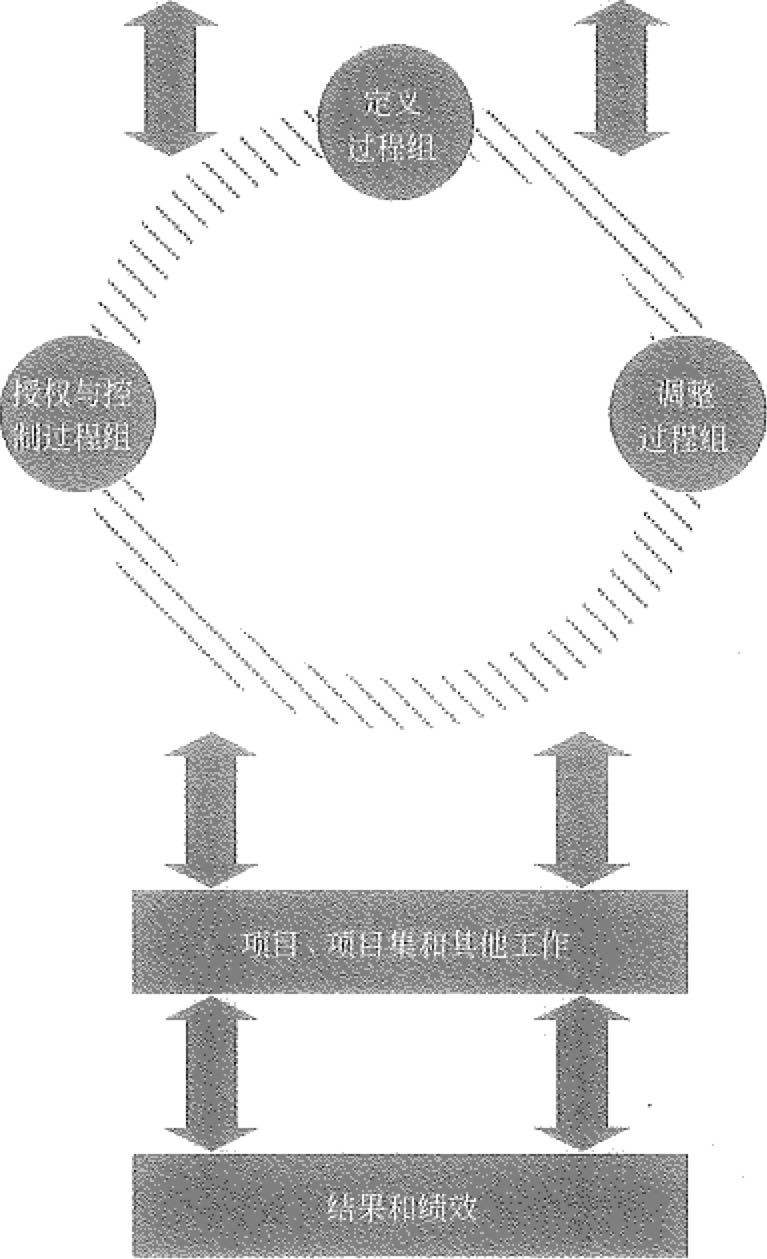 定义
过程组
授权与控
制过程组
调整
过程组
项目、项目集和其他工作
结果和绩效